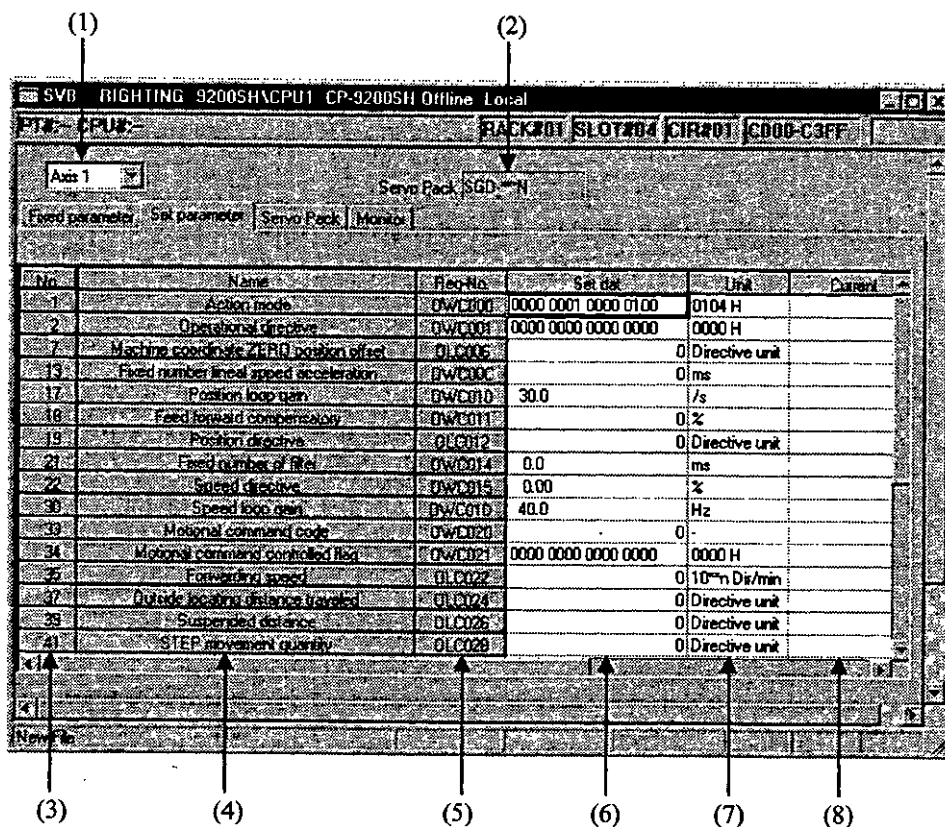 (1)
(2)
SVB RIGHTING 9200SH\CPU1 CP-9200SH Offline Local
PT#:- CPU#:-
RACK#01 SLOT#04 CIR#01 C000-C3FF
Axis 1
Servo Pack SGD-***N
Fixed parameter Set parameter Servo Pack Monitor
No. Name Reg-No. Set dat Unit Current
1 Action mode OWC000 0000 0001 0000 0100 0104 H
2 Operational directive OWC001 0000 0000 0000 0000 0000 H
7 Machine coordinate ZERO position offset OLC006 0 Directive unit
13 Fixed number lineal speed acceleration OWC00C 0 ms
17 Position loop gain OWC010 30.0 /s
18 Feed forward compensatory OWC011 0 %
19 Position directive OLC012 0 Directive unit
21 Fixed number of filter OWC014 0.0 ms
22 Speed directive OWC015 0.00 %
30 Speed loop gain OWC01D 40.0 Hz
33 Motional command code OWC020 0 -
34 Motional command controlled flag OWC021 0000 0000 0000 0000 0000 H
35 Forwarding speed OLC022 0 10**n Dir/min
37 Outside locating distance traveled OLC024 0 Directive unit
39 Suspended distance OLC026 0 Directive unit
41 STEP movement quantity OLC028 0 Directive unit
(3)
(4)
(5)
(6)
(7)
(8)